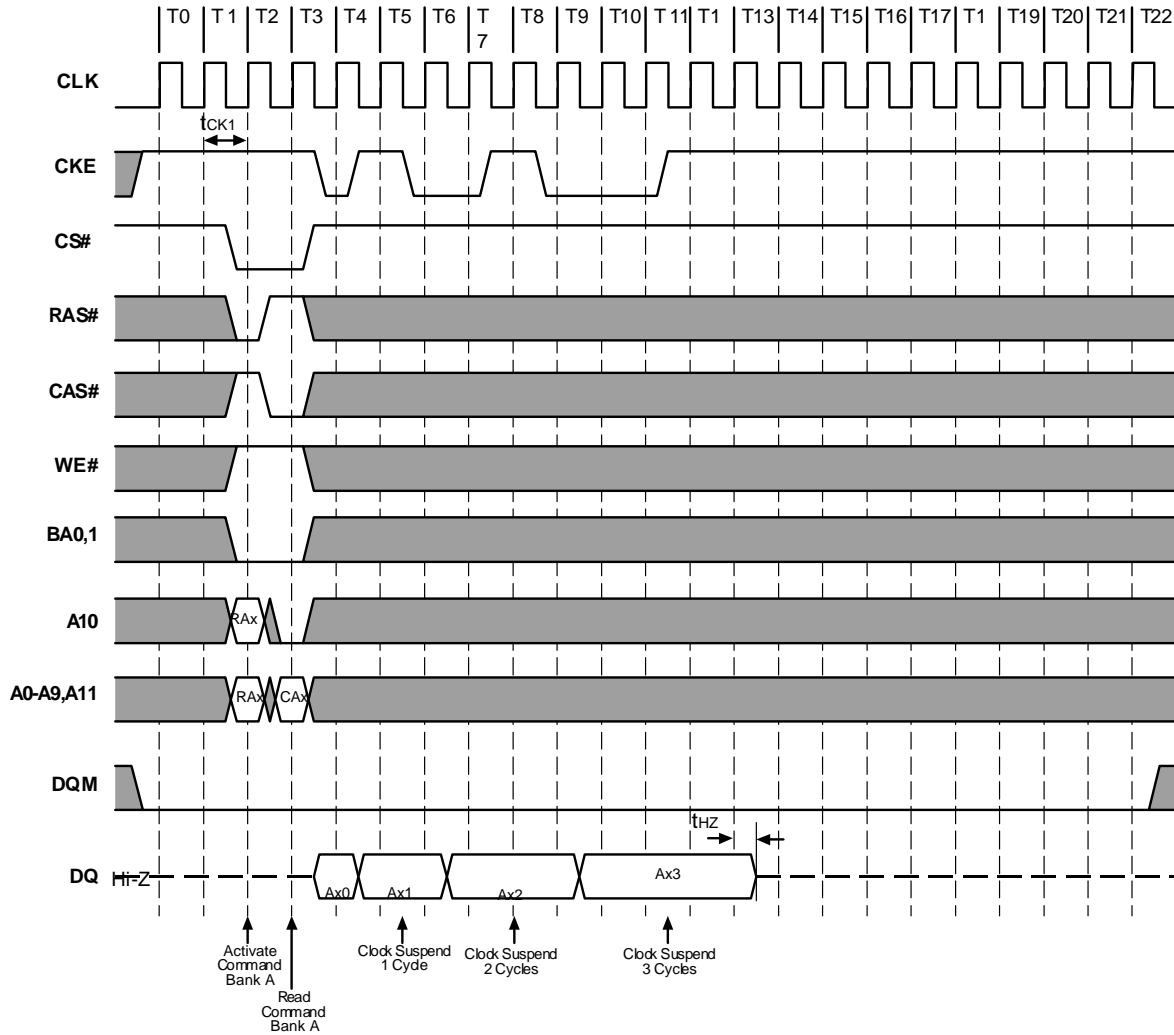 T0 T1 T2 T3 T4 T5 T6 T T8 T9 T10 T11 T1 T13 T14 T15 T16 T17 T1 T19 T20 T21 T22
7
CLK
tCK1
CKE
CS#
RAS#
CAS#
WE#
BA0,1
A10
RAx
A0-A9,A11
RAx CAx
DQM
tHZ
DQ Hi-Z
Ax0 Ax1 Ax2 Ax3
Activate
Command
Bank A
Read
Command
Bank A
Clock Suspend
1 Cycle
Clock Suspend
2 Cycles
Clock Suspend
3 Cycles